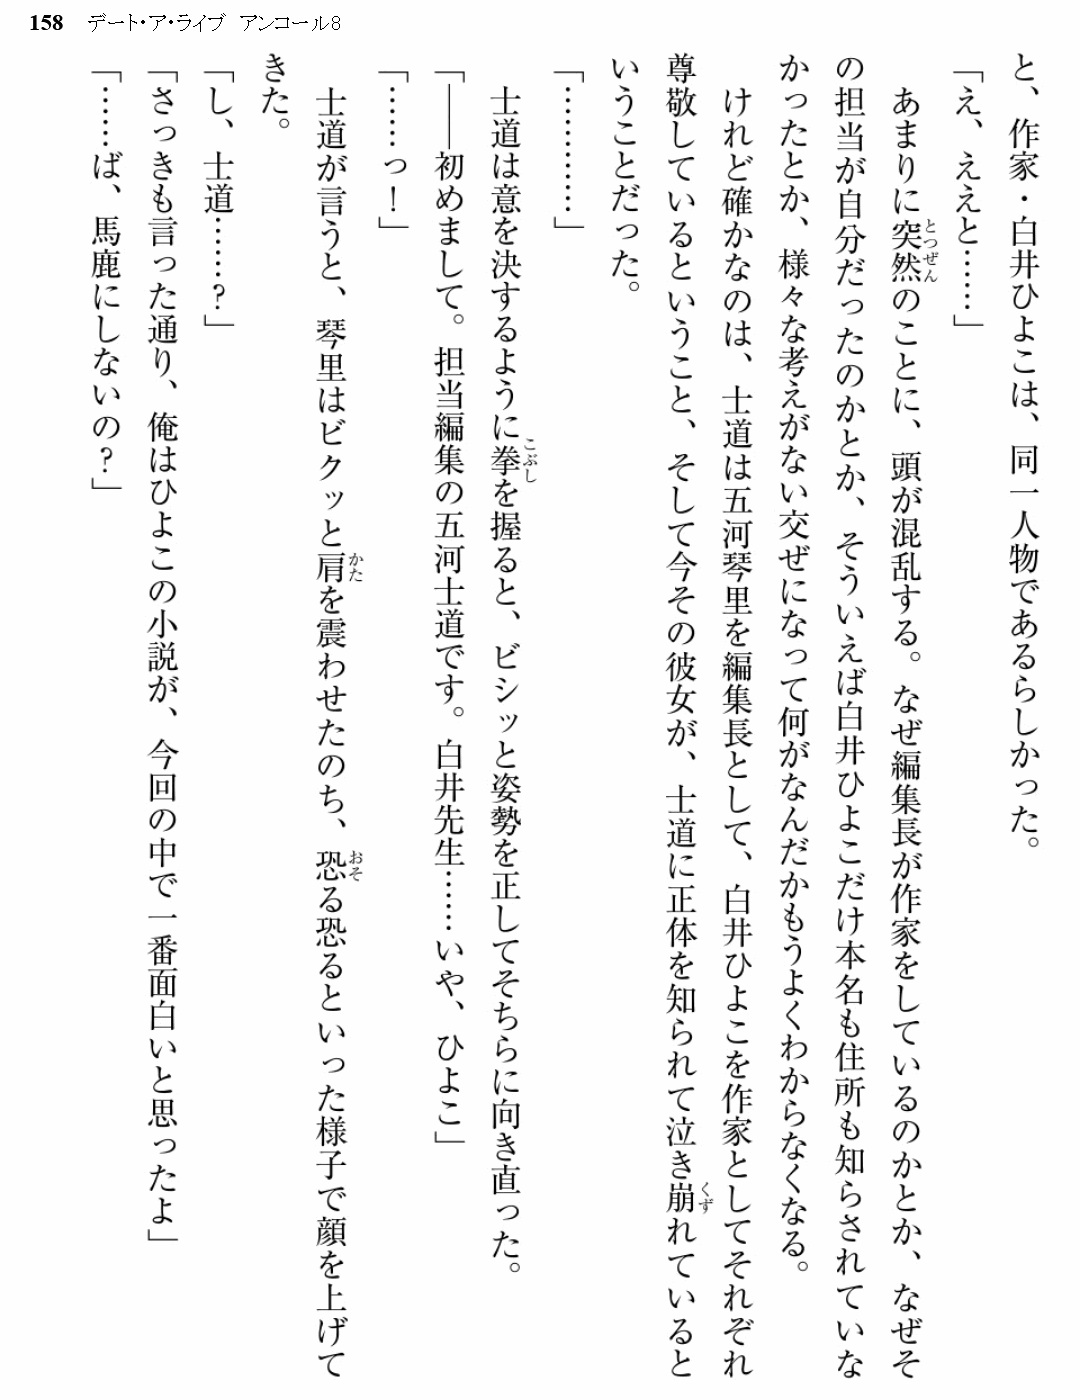 158 デート・ア・ライブ アンコール8
と、作家・白井ひよこは、同一人物であるらしかった。
「え、ええと……」
あまりに突然のことに、頭が混乱する。なぜ編集長が作家をしているのかとか、なぜそ
の担当が自分だったのかとか、そういえば白井ひよこだけ本名も住所も知らされていな
かったとか、様々な考えがない交ぜになって何がなんだかもうよくわからなくなる。
けれど確かなのは、士道は五河琴里を編集長として、白井ひよこを作家としてそれぞれ
尊敬しているということ、そして今その彼女が、士道に正体を知られて泣き崩れていると
いうことだった。
「…………」
士道は意を決するように拳を握ると、ビシッと姿勢を正してそちらに向き直った。
「――初めまして。担当編集の五河士道です。白井先生……いや、ひよこ」
「……っ！」
士道が言うと、琴里はビクッと肩を震わせたのち、恐る恐るといった様子で顔を上げて
きた。
「し、士道……？」
「さっきも言った通り、俺はひよこの小説が、今回の中で一番面白いと思ったよ」
「……ば、馬鹿にしないの？」